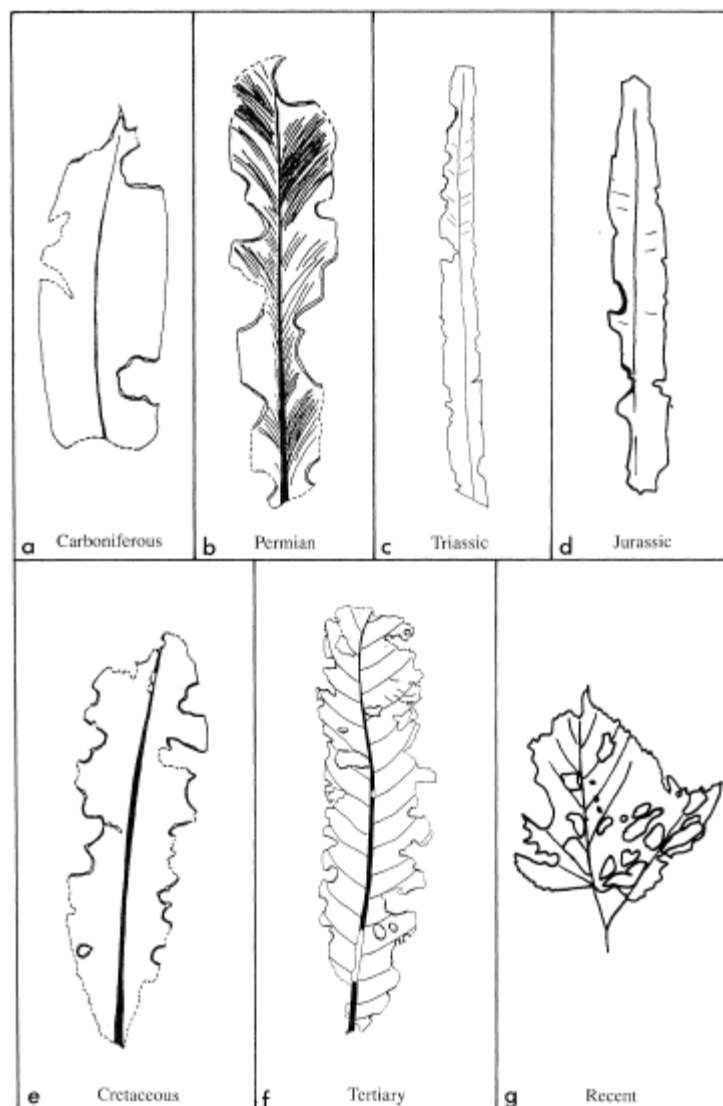 a Carboniferous
b Permian
c Triassic
d Jurassic
e Cretaceous
f Tertiary
g Recent